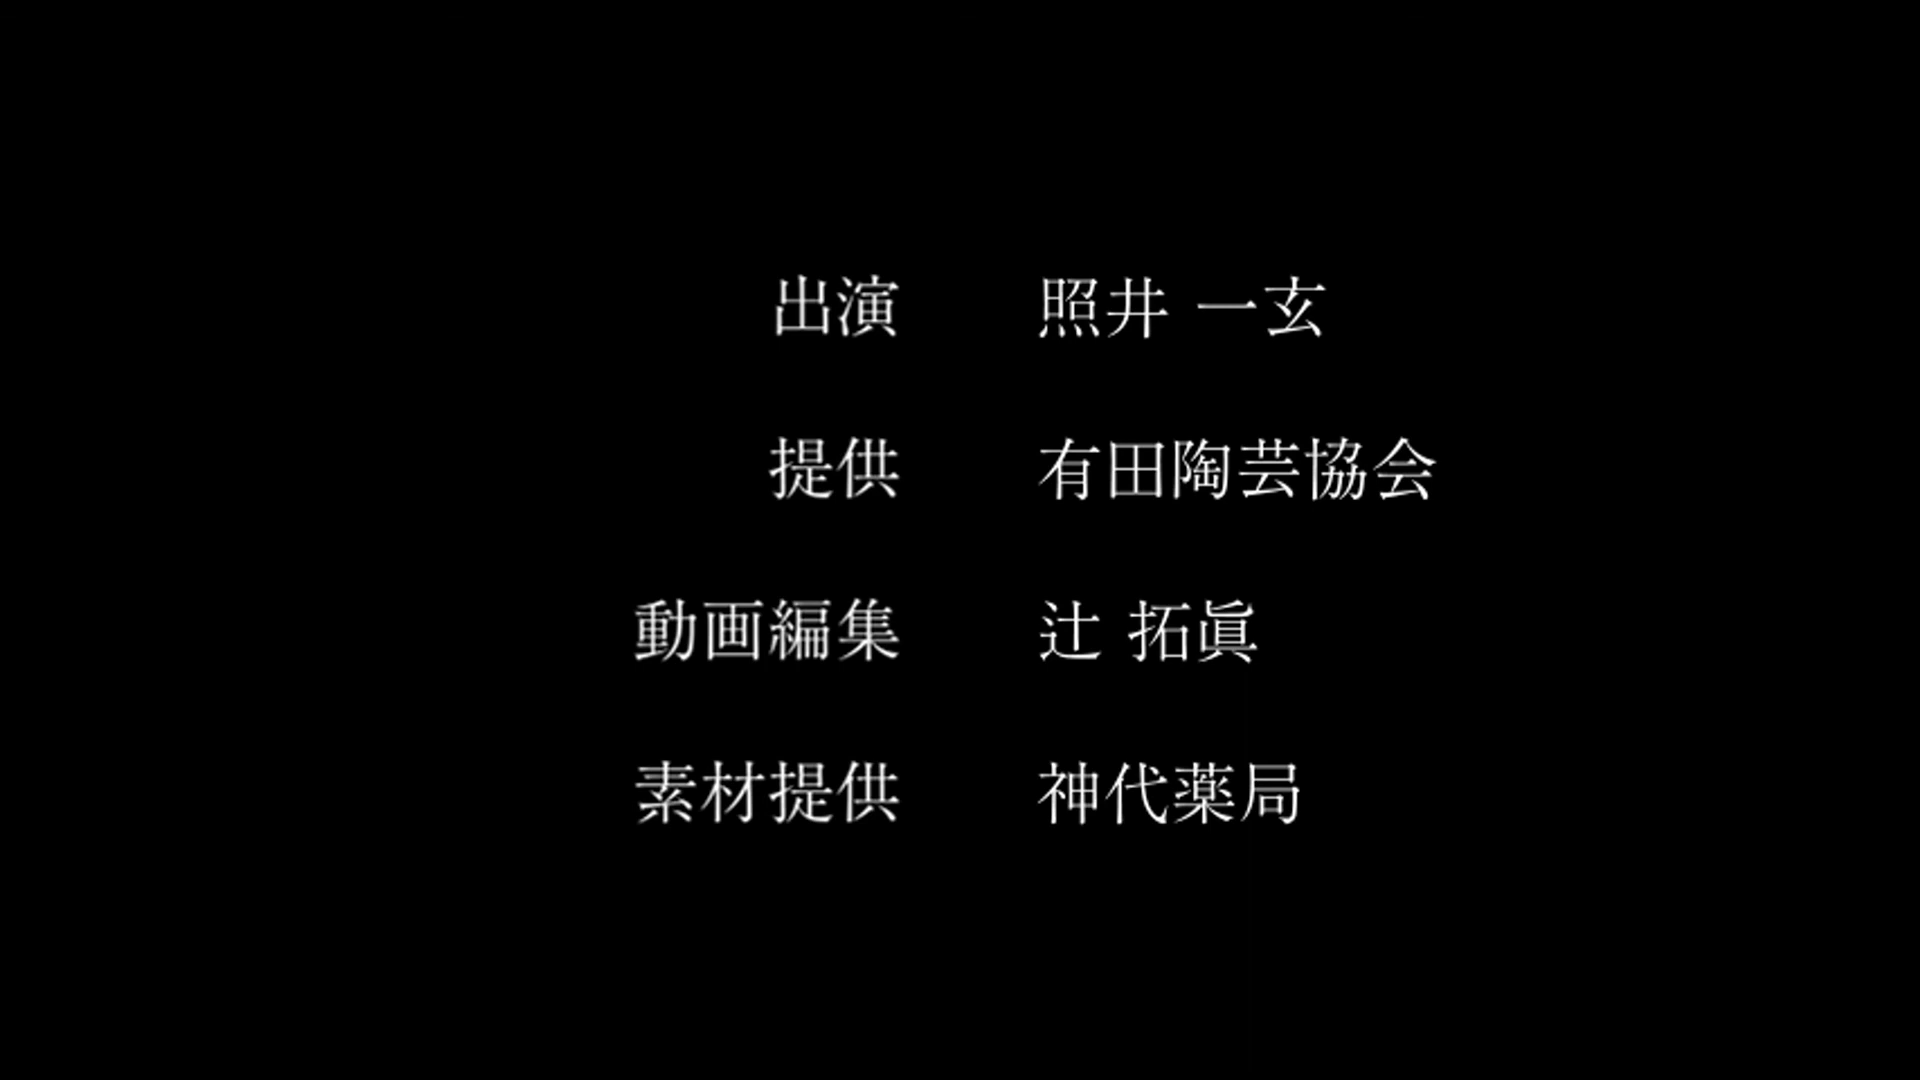 出演 照井 一玄
提供 有田陶芸協会
動画編集 辻 拓眞
素材提供 神代薬局